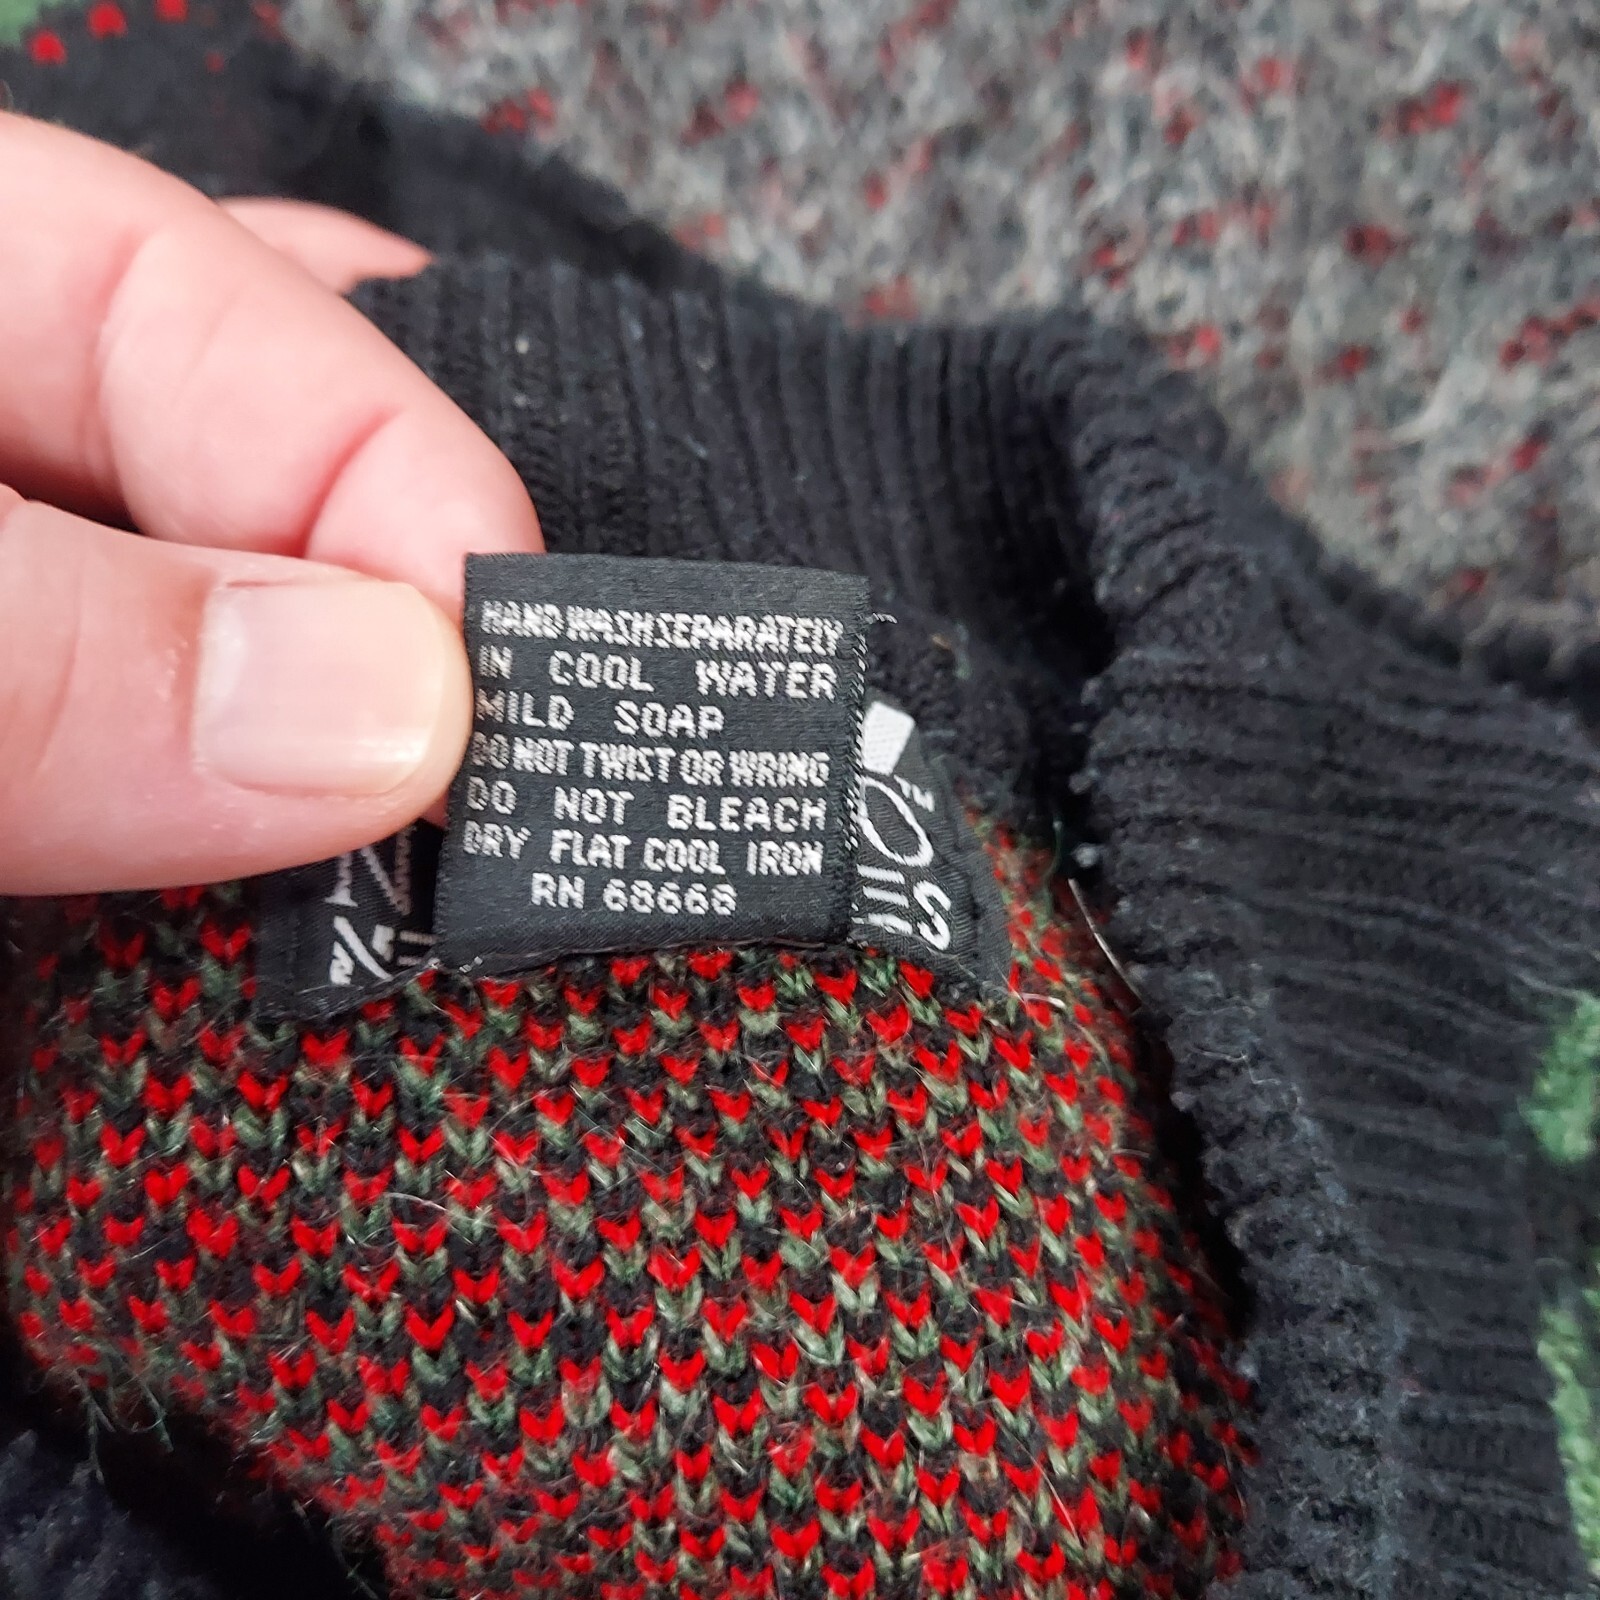 HAND WASH SEPARATELY
IN COOL WATER
MILD SOAP
DO NOT TWIST OR WRING
DO NOT BLEACH
DRY FLAT COOL IRON
RN 68668